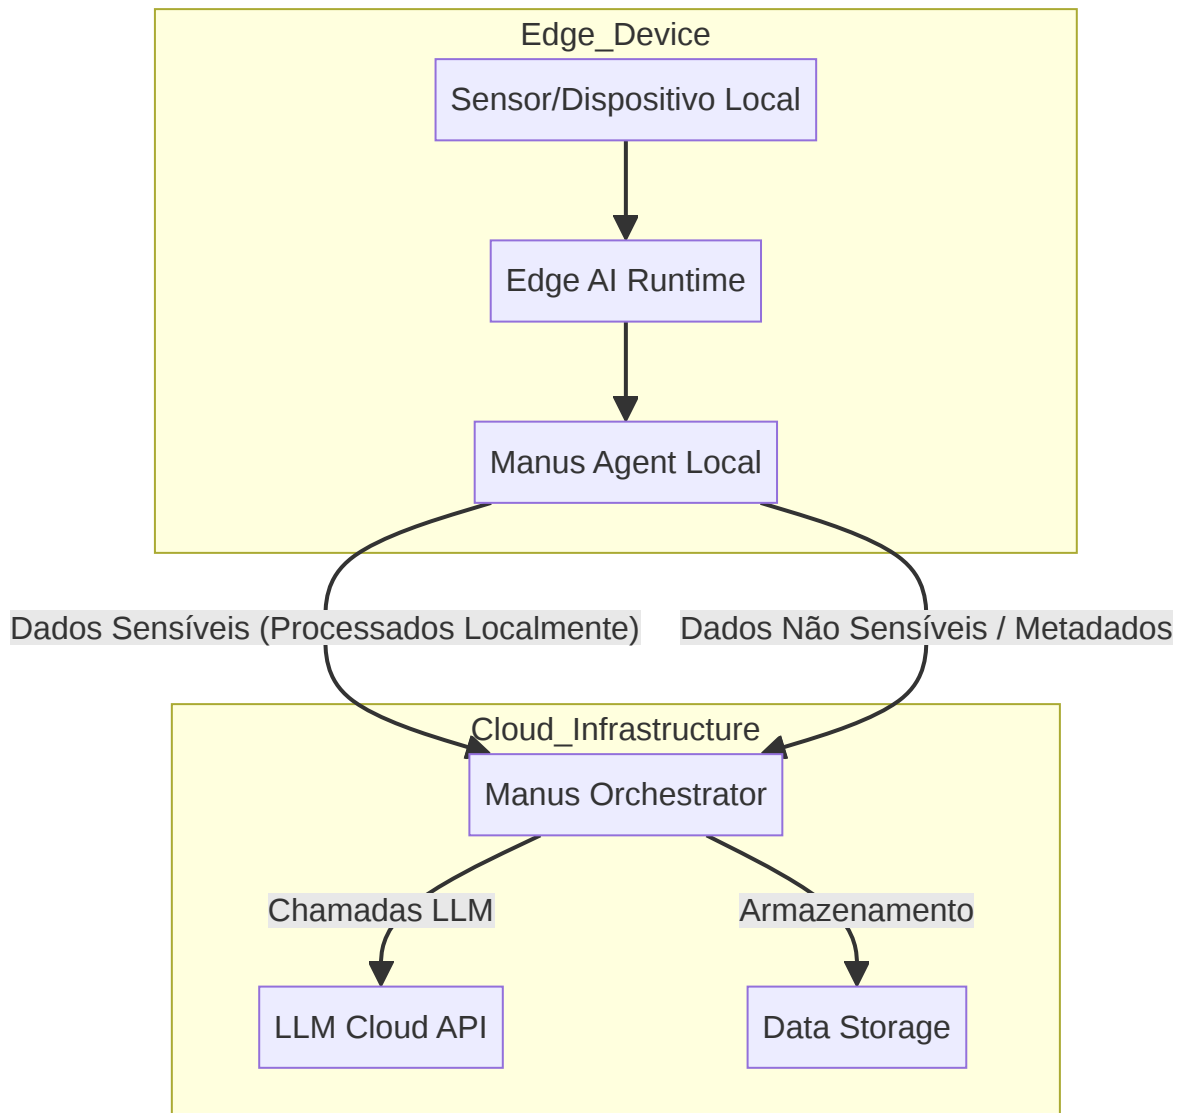 Edge_Device
Sensor/Dispositivo Local
Edge AI Runtime
Manus Agent Local
Dados Sensíveis (Processados Localmente)
Dados Não Sensíveis / Metadados
Cloud_Infrastructure
Manus Orchestrator
Chamadas LLM
Armazenamento
LLM Cloud API
Data Storage